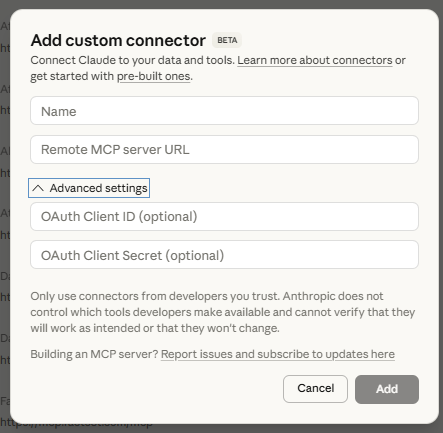 Add custom connector BETA
Connect Claude to your data and tools. Learn more about connectors or
get started with pre-built ones.
Name
Remote MCP server URL
Advanced settings
OAuth Client ID (optional)
OAuth Client Secret (optional)
Only use connectors from developers you trust. Anthropic does not
control which tools developers make available and cannot verify that they
will work as intended or that they won't change.
Building an MCP server? Report issues and subscribe to updates here
Cancel
Add